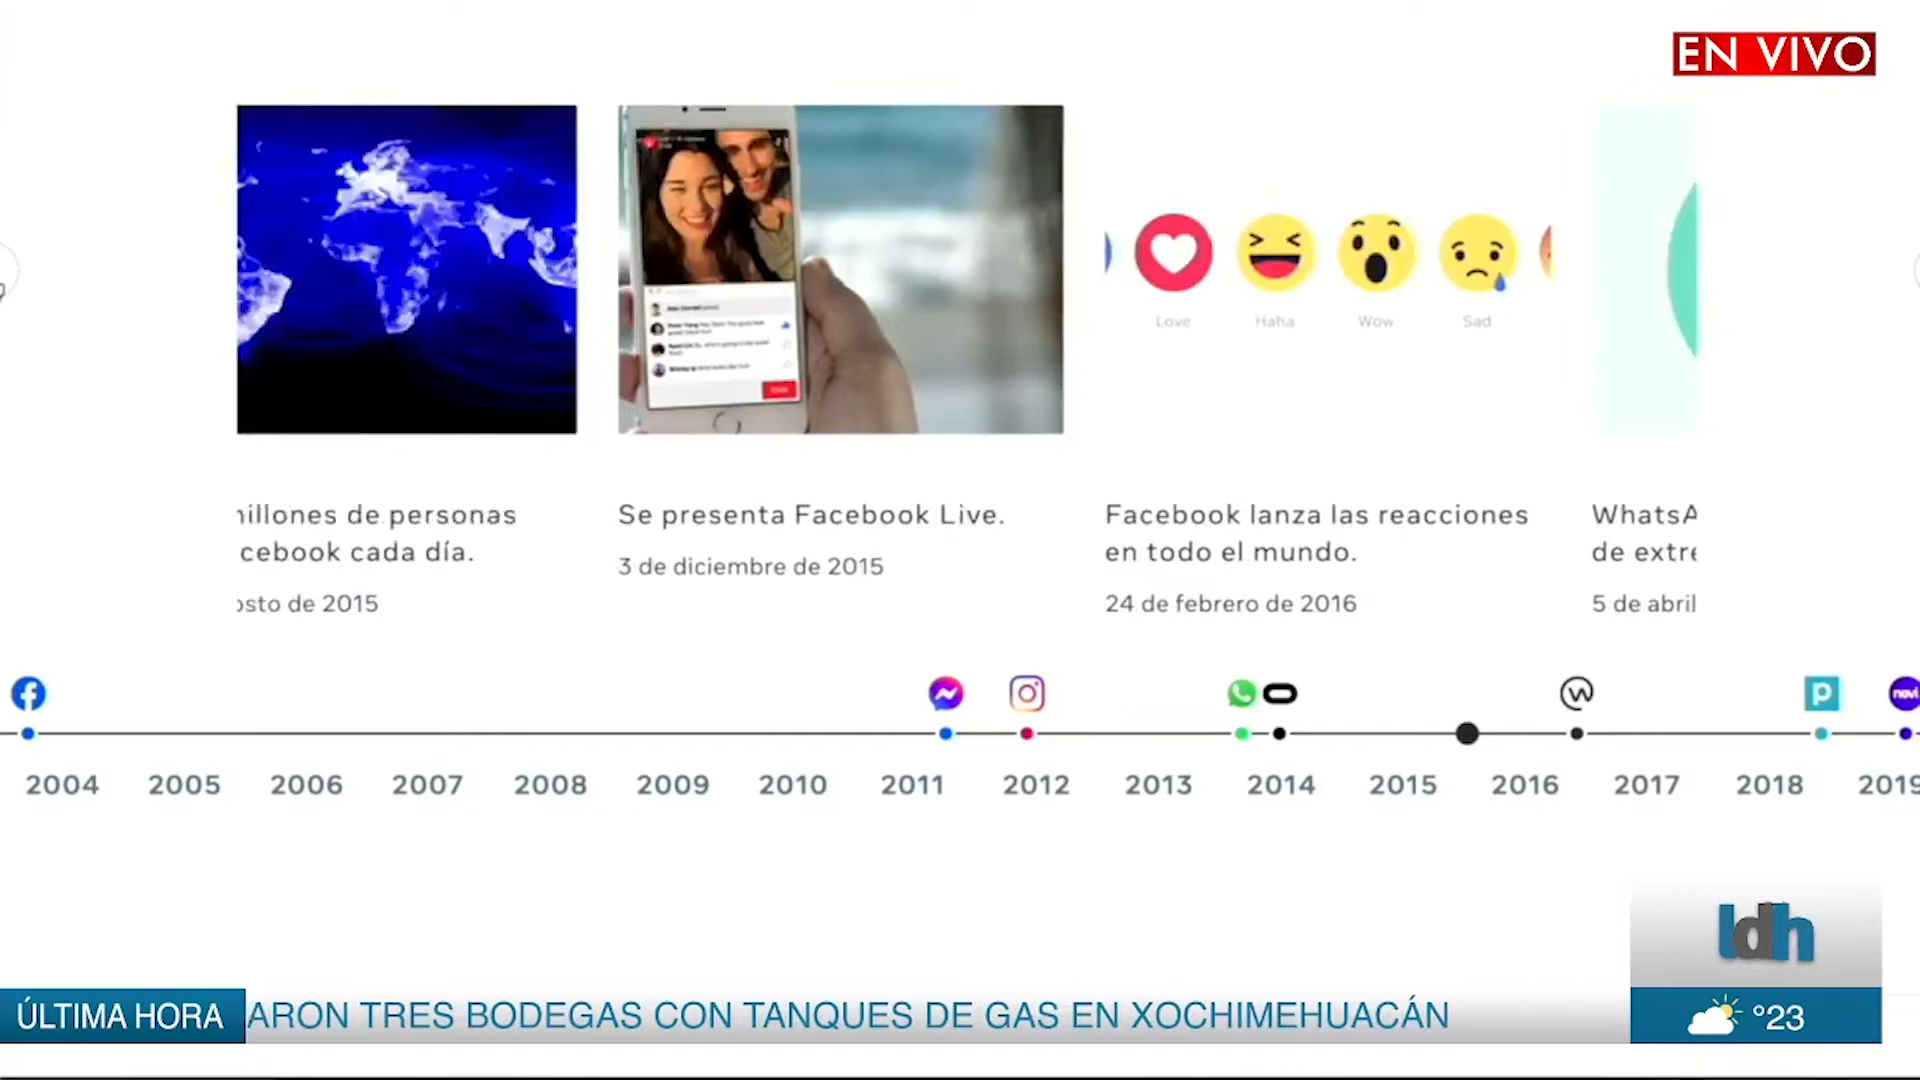 EN VIVO
Love
Haha
Wow
Sad
illones de personas
cebook cada día.
osto de 2015
Se presenta Facebook Live.
3 de diciembre de 2015
Facebook lanza las reacciones
en todo el mundo.
24 de febrero de 2016
WhatsA
de extre
5 de abril
novi
2004
2005
2006
2007
2008
2009
2010
2011
2012
2013
2014
2015
2016
2017
2018
2019
ldh
ÚLTIMA HORA
ARON TRES BODEGAS CON TANQUES DE GAS EN XOCHIMEHUACÁN
°23